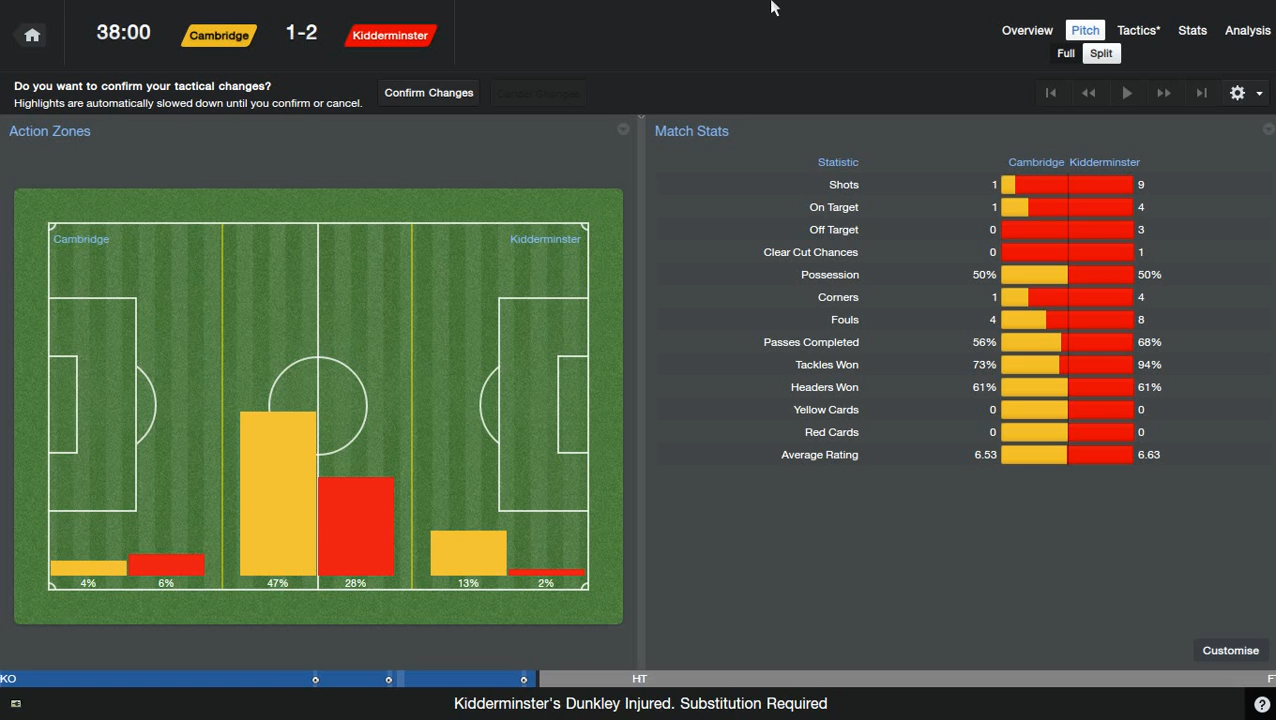 38:00 Cambridge 1-2 Kidderminster
Overview Pitch Tactics* Stats Analysis
Full Split
Do you want to confirm your tactical changes?
Highlights are automatically slowed down until you confirm or cancel.
Confirm Changes Cancel Changes
Action Zones
Cambridge Kidderminster
4% 6% 47% 28% 13% 2%
Match Stats
Statistic Cambridge Kidderminster
Shots 1 9
On Target 1 4
Off Target 0 3
Clear Cut Chances 0 1
Possession 50% 50%
Corners 1 4
Fouls 4 8
Passes Completed 56% 68%
Tackles Won 73% 94%
Headers Won 61% 61%
Yellow Cards 0 0
Red Cards 0 0
Average Rating 6.53 6.63
Customise
KO HT F
Kidderminster's Dunkley Injured. Substitution Required
?